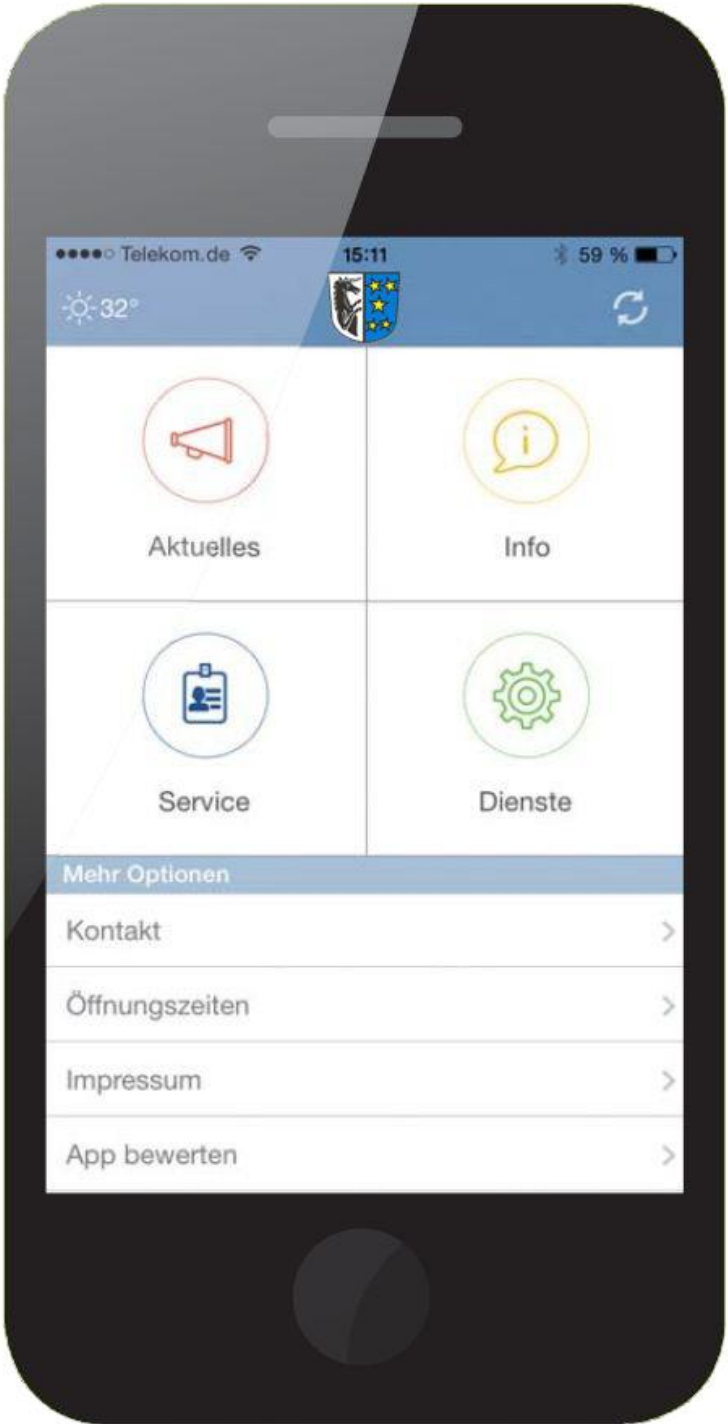 Telekom.de 15:11 59 %
32°
Aktuelles Info
Service Dienste
Mehr Optionen
Kontakt
Öffnungszeiten
Impressum
App bewerten